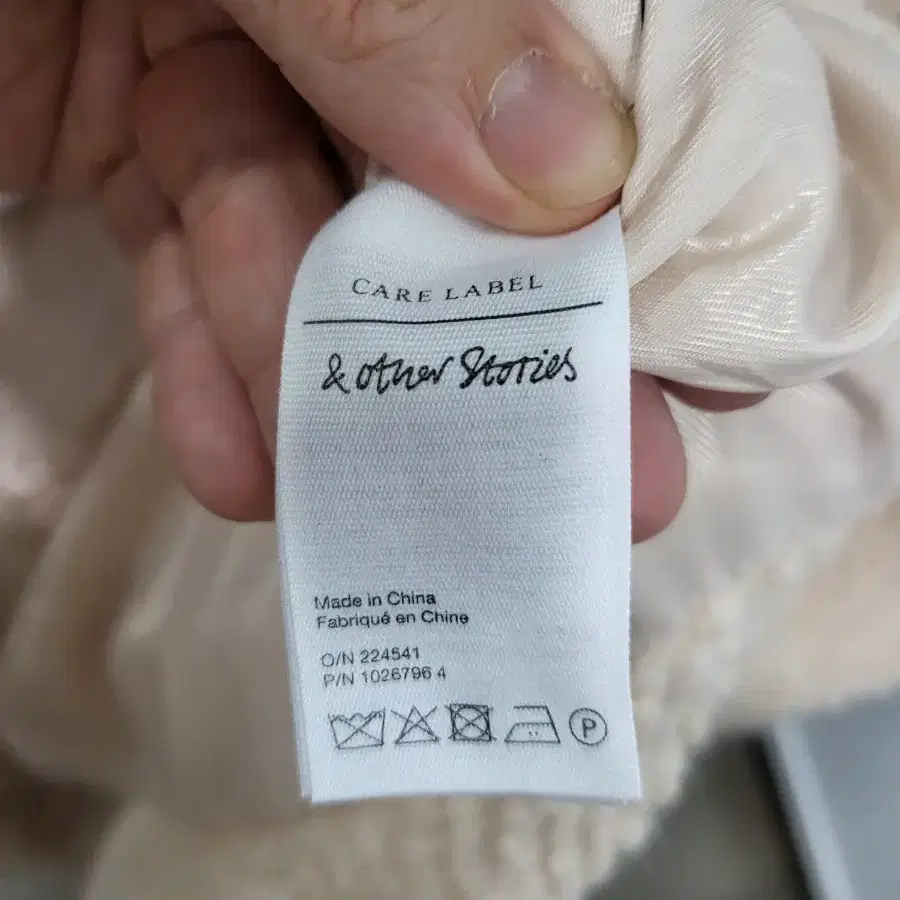 CARE LABEL
& other Stories
Made in China
Fabriqué en Chine
O/N 224541
P/N 1026796 4
P